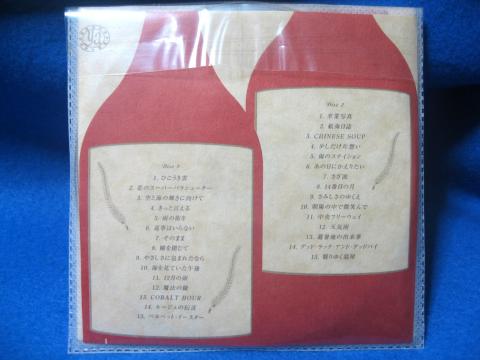 Disc 1
1. ひこうき雲
2. 恋のスーパーパラシューター
3. 空と海の輝きに向けて
4. きっと言える
5. 雨の街を
6. 返事はいらない
7. そのまま
8. 瞳を閉じて
9. やさしさに包まれたなら
10. 海を見ていた午後
11. 12月の雨
12. 魔法の鏡
13. COBALT HOUR
14. ルージュの伝言
15. ベルベット・イースター
Disc 2
1. 卒業写真
2. 航海日誌
3. CHINESE SOUP
4. 少しだけ片想い
5. 雨のステイション
6. あの日にかえりたい
7. さざ波
8. 14番目の月
9. さみしさのゆくえ
10. 朝陽の中で微笑んで
11. 中央フリーウェイ
12. 天気雨
13. 避暑地の出来事
14. グッド・ラック・アンド・グッドバイ
15. 翳りゆく部屋